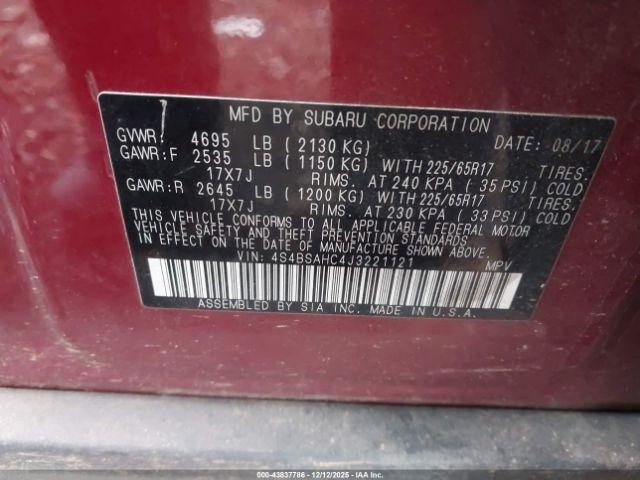 MFD BY SUBARU CORPORATION DATE: 08/17
GVWR: 4695 LB ( 2130 KG)
GAWR:F 2535 LB ( 1150 KG) WITH 225/65R17 TIRES.
17X7J RIMS. AT 240 KPA ( 35 PSI) COLD
GAWR:R 2645 LB ( 1200 KG) WITH 225/65R17 TIRES.
17X7J RIMS. AT 230 KPA ( 33 PSI) COLD
THIS VEHICLE CONFORMS TO ALL APPLICABLE FEDERAL MOTOR
VEHICLE SAFETY AND THEFT PREVENTION STANDARDS
IN EFFECT ON THE DATE OF MANUFACTURE SHOWN ABOVE.
VIN: 4S4BSAHC4J3221121 MPV
ASSEMBLED BY SIA INC. MADE IN U.S.A.
000-43837786 - 12/12/2025 - IAAI